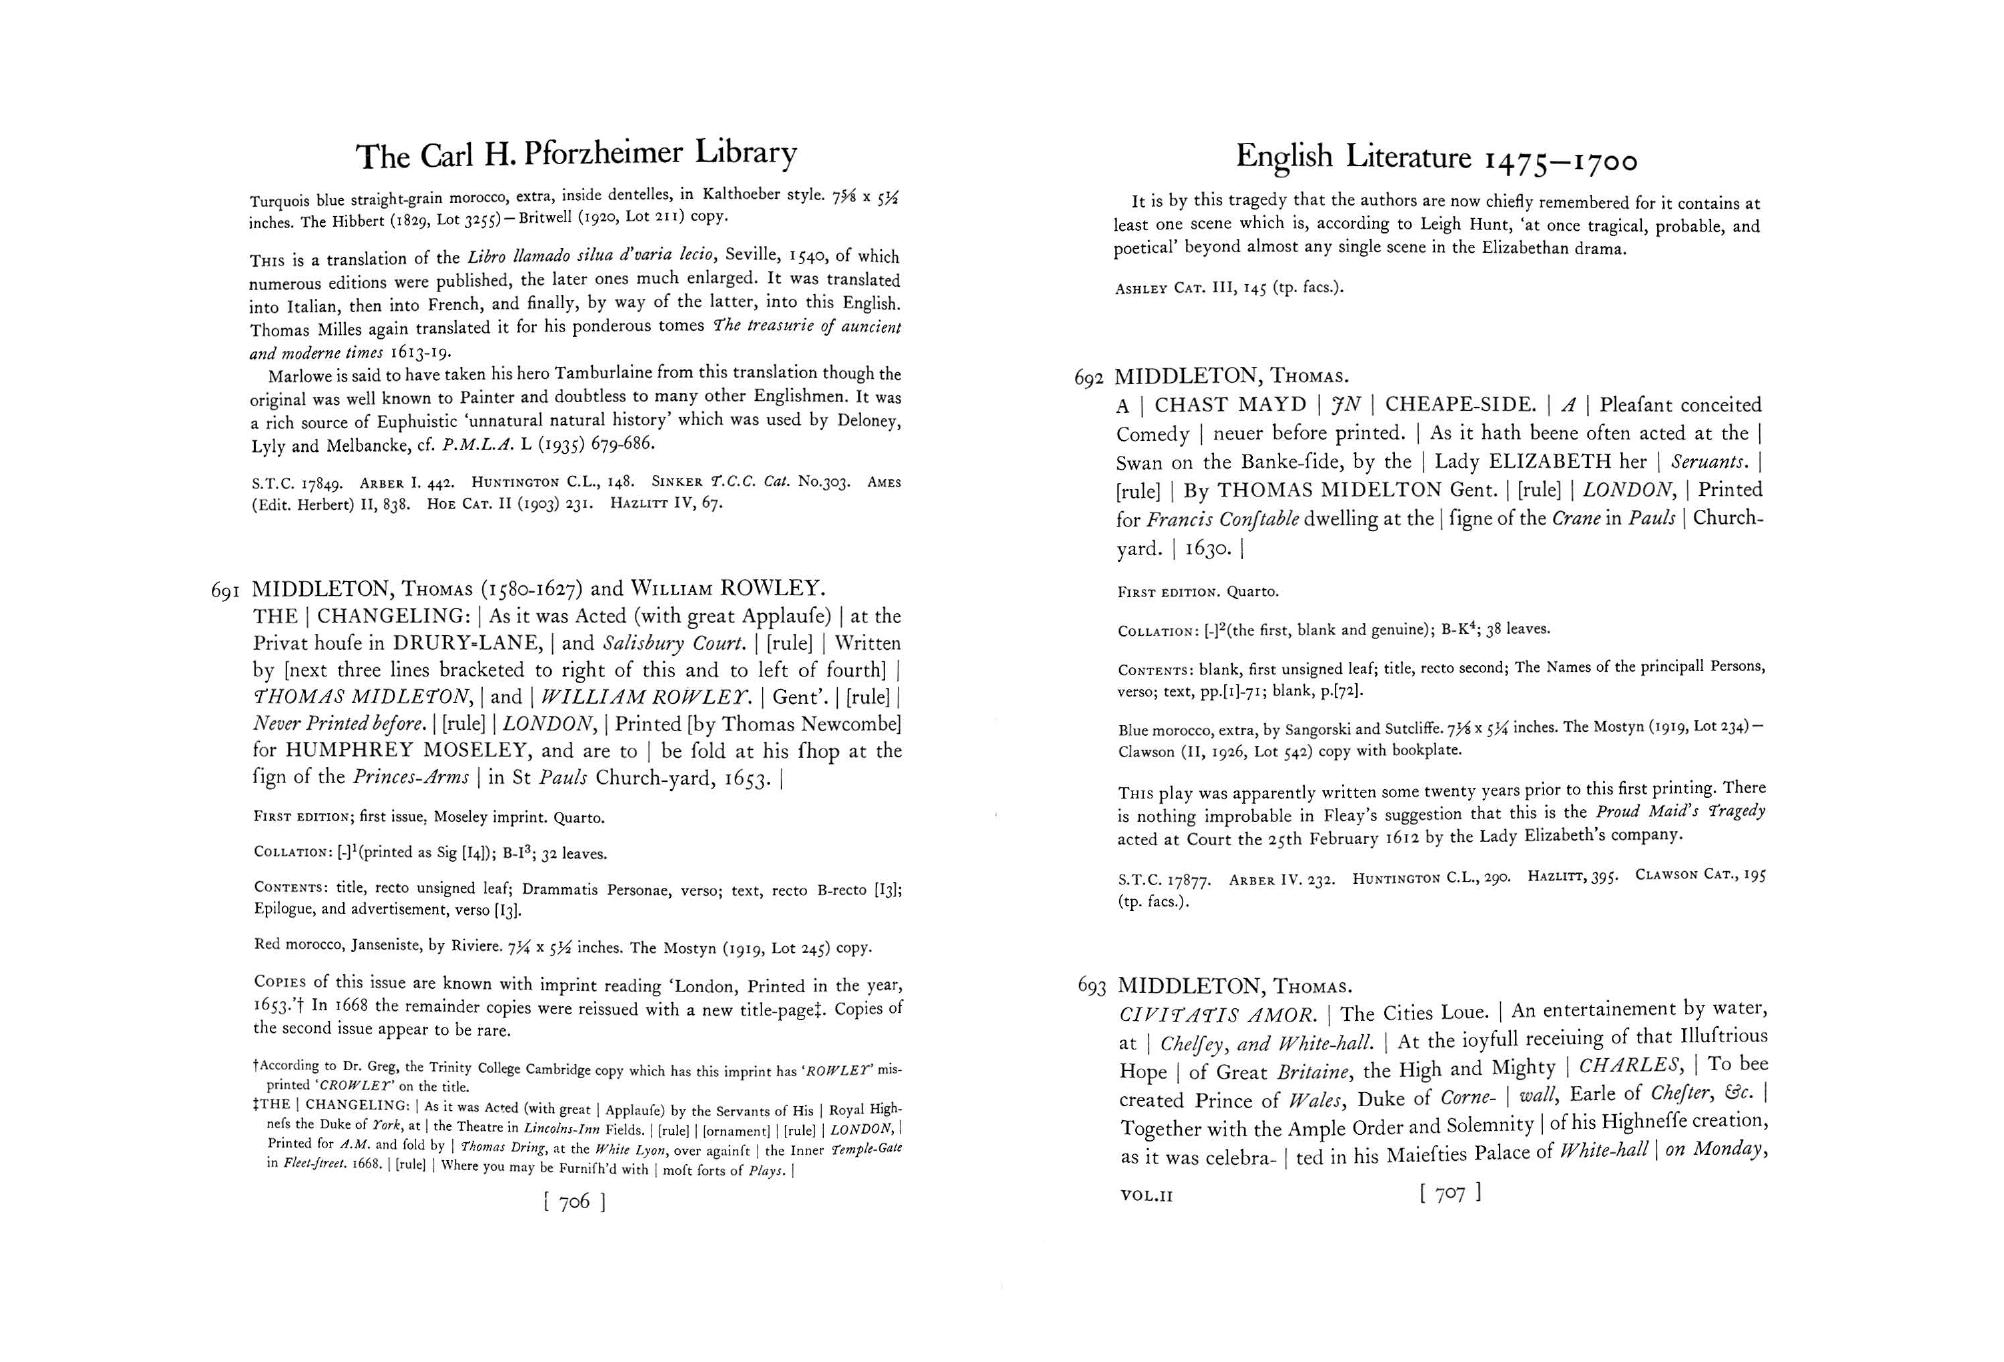 The Carl H. Pforzheimer Library
Turquois blue straight-grain morocco, extra, inside dentelles, in Kalthoeber style. 7⅝ x 5½
inches. The Hibbert (1829, Lot 3255)—Britwell (1920, Lot 211) copy.
THIS is a translation of the Libro llamado silua d'varia lecio, Seville, 1540, of which
numerous editions were published, the later ones much enlarged. It was translated
into Italian, then into French, and finally, by way of the latter, into this English.
Thomas Milles again translated it for his ponderous tomes The treasurie of auncient
and moderne times 1613-19.
Marlowe is said to have taken his hero Tamburlaine from this translation though the
original was well known to Painter and doubtless to many other Englishmen. It was
a rich source of Euphuistic ‘unnatural natural history’ which was used by Deloney,
Lyly and Melbancke, cf. P.M.L.A. L (1935) 679-686.
S.T.C. 17849. ARBER I. 442. HUNTINGTON C.L., 148. SINKER T.C.C. Cat. No.303. AMES
(Edit. Herbert) II, 838. HOE CAT. II (1903) 231. HAZLITT IV, 67.
691 MIDDLETON, THOMAS (1580-1627) and WILLIAM ROWLEY.
THE | CHANGELING: | As it was Acted (with great Applauſe) | at the
Privat houſe in DRURY=LANE, | and Salisbury Court. | [rule] | Written
by [next three lines bracketed to right of this and to left of fourth] |
THOMAS MIDLETON, | and | WILLIAM ROWLEY. | Gent’. | [rule] |
Never Printed before. | [rule] | LONDON, | Printed [by Thomas Newcombe]
for HUMPHREY MOSELEY, and are to | be ſold at his ſhop at the
ſign of the Princes-Arms | in St Pauls Church-yard, 1653. |
FIRST EDITION; first issue, Moseley imprint. Quarto.
COLLATION: [-]¹(printed as Sig [I4]); B-I³; 32 leaves.
CONTENTS: title, recto unsigned leaf; Drammatis Personae, verso; text, recto B-recto [I3];
Epilogue, and advertisement, verso [I3].
Red morocco, Janseniste, by Riviere. 7¼ x 5½ inches. The Mostyn (1919, Lot 245) copy.
COPIES of this issue are known with imprint reading ‘London, Printed in the year,
1653.’† In 1668 the remainder copies were reissued with a new title-page‡. Copies of
the second issue appear to be rare.
†According to Dr. Greg, the Trinity College Cambridge copy which has this imprint has ‘ROWLEY’ mis-
printed ‘CROWLEY’ on the title.
‡THE | CHANGELING: | As it was Acted (with great | Applauſe) by the Servants of His | Royal High-
neſs the Duke of York, at | the Theatre in Lincolns-Inn Fields. | [rule] | [ornament] | [rule] | LONDON, |
Printed for A.M. and ſold by | Thomas Dring, at the White Lyon, over againſt | the Inner Temple-Gate
in Fleet-ſtreet. 1668. | [rule] | Where you may be Furniſh’d with | moſt ſorts of Plays. |
[ 706 ]
English Literature 1475—1700
It is by this tragedy that the authors are now chiefly remembered for it contains at
least one scene which is, according to Leigh Hunt, ‘at once tragical, probable, and
poetical’ beyond almost any single scene in the Elizabethan drama.
ASHLEY CAT. III, 145 (tp. facs.).
692 MIDDLETON, THOMAS.
A | CHAST MAYD | IN | CHEAPE-SIDE. | A | Pleaſant conceited
Comedy | neuer before printed. | As it hath beene often acted at the |
Swan on the Banke-ſide, by the | Lady ELIZABETH her | Seruants. |
[rule] | By THOMAS MIDELTON Gent. | [rule] | LONDON, | Printed
for Francis Conſtable dwelling at the | ſigne of the Crane in Pauls | Church-
yard. | 1630. |
FIRST EDITION. Quarto.
COLLATION: [-]²(the first, blank and genuine); B-K⁴; 38 leaves.
CONTENTS: blank, first unsigned leaf; title, recto second; The Names of the principall Persons,
verso; text, pp.[1]-71; blank, p.[72].
Blue morocco, extra, by Sangorski and Sutcliffe. 7⅛ x 5¼ inches. The Mostyn (1919, Lot 234)—
Clawson (II, 1926, Lot 542) copy with bookplate.
THIS play was apparently written some twenty years prior to this first printing. There
is nothing improbable in Fleay’s suggestion that this is the Proud Maid’s Tragedy
acted at Court the 25th February 1612 by the Lady Elizabeth’s company.
S.T.C. 17877. ARBER IV. 232. HUNTINGTON C.L., 290. HAZLITT, 395. CLAWSON CAT., 195
(tp. facs.).
693 MIDDLETON, THOMAS.
CIVITATIS AMOR. | The Cities Loue. | An entertainement by water,
at | Chelſey, and White-hall. | At the ioyfull receiuing of that Illuſtrious
Hope | of Great Britaine, the High and Mighty | CHARLES, | To bee
created Prince of Wales, Duke of Corne- | wall, Earle of Cheſter, &c. |
Together with the Ample Order and Solemnity | of his Highneſſe creation,
as it was celebra- | ted in his Maieſties Palace of White-hall | on Monday,
VOL.II
[ 707 ]